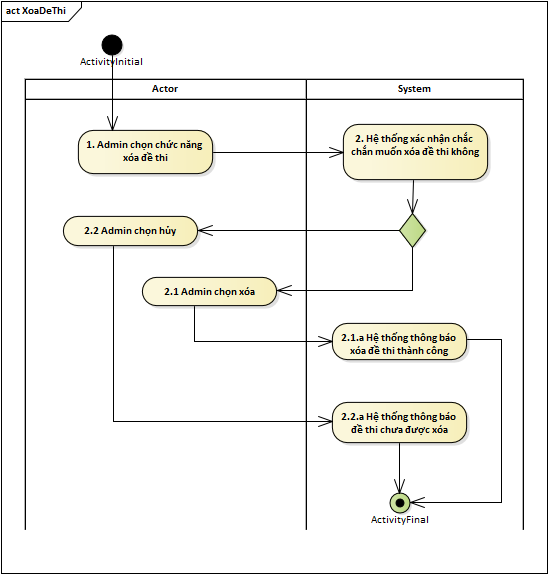 act XoaDeThi
ActivityInitial
Actor
System
1. Admin chọn chức năng
xóa đề thi
2. Hệ thống xác nhận chắc
chắn muốn xóa đề thi không
2.2 Admin chọn hủy
2.1 Admin chọn xóa
2.1.a Hệ thống thông báo
xóa đề thi thành công
2.2.a Hệ thống thông báo
đề thi chưa được xóa
ActivityFinal